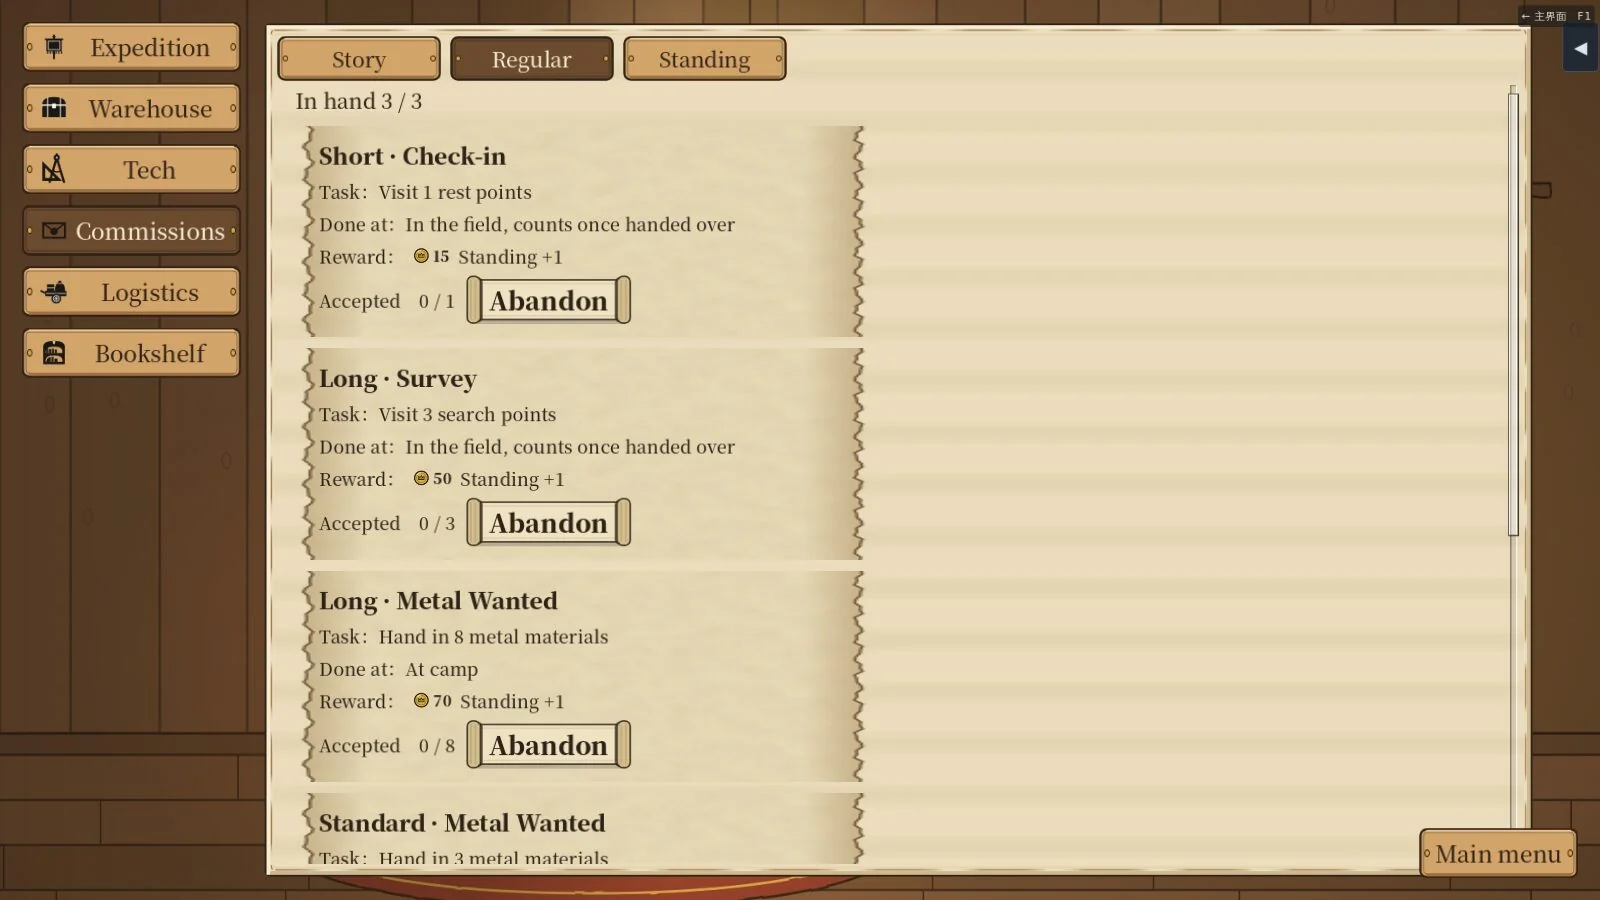 ← 主界面 F1
Expedition
Warehouse
Tech
Commissions
Logistics
Bookshelf
Story
Regular
Standing
In hand 3 / 3
Short · Check-in
Task: Visit 1 rest points
Done at: In the field, counts once handed over
Reward: 15 Standing +1
Accepted 0 / 1 Abandon
Long · Survey
Task: Visit 3 search points
Done at: In the field, counts once handed over
Reward: 50 Standing +1
Accepted 0 / 3 Abandon
Long · Metal Wanted
Task: Hand in 8 metal materials
Done at: At camp
Reward: 70 Standing +1
Accepted 0 / 8 Abandon
Standard · Metal Wanted
Task: Hand in 3 metal materials
Main menu